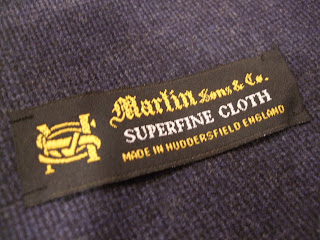 Martin Sons & Co.
SUPERFINE CLOTH
MADE IN HUDDERSFIELD ENGLAND